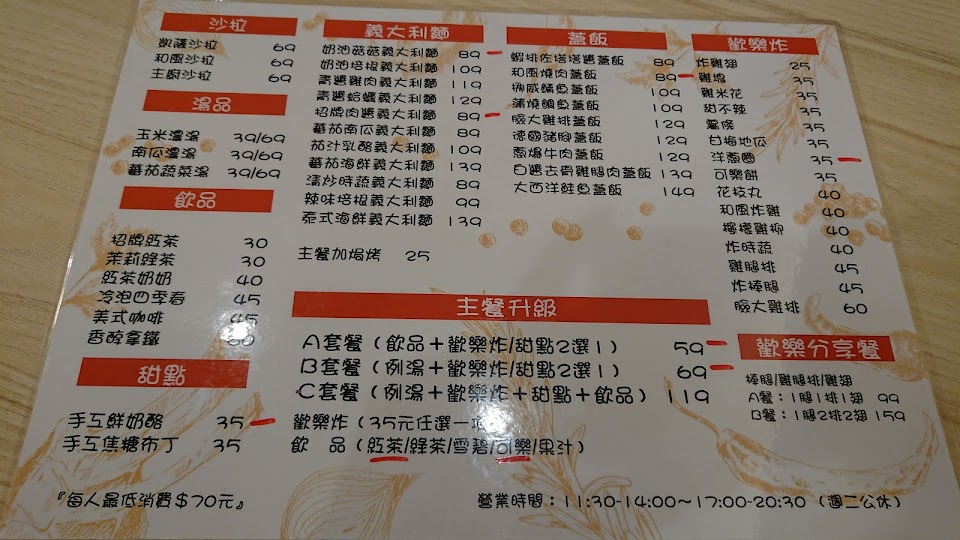 沙拉
凱薩沙拉 69
和風沙拉 69
主廚沙拉 69
湯品
玉米濃湯 39/69
南瓜濃湯 39/69
蕃茄蔬菜湯 39/69
飲品
招牌紅茶 30
茉莉綠茶 30
紅茶奶奶 40
冷泡四季春 45
美式咖啡 45
香醇拿鐵 60
甜點
手工鮮奶酪 35
手工焦糖布丁 35
『每人最低消費$70元』
義大利麵
奶油菇菇義大利麵 89
奶油培根義大利麵 109
青醬雞肉義大利麵 119
青醬蛤蠣義大利麵 129
招牌肉醬義大利麵 89
蕃茄南瓜義大利麵 89
茄汁乳酪義大利麵 109
蕃茄海鮮義大利麵 139
清炒時蔬義大利麵 89
辣味培根義大利麵 99
泰式海鮮義大利麵 139
主餐加焗烤 25
蓋飯
蝦排佐塔塔醬蓋飯 89
和風燒肉蓋飯 89
挪威鯖魚蓋飯 109
蒲燒鯛魚蓋飯 109
臉大雞排蓋飯 129
德國豬腳蓋飯 129
蔥爆牛肉蓋飯 129
白醬去骨雞腿肉蓋飯 139
大西洋鮭魚蓋飯 149
歡樂炸
炸雞翅 25
雞塊 35
雞米花 35
甜不辣 35
薯條 35
甘梅地瓜 35
洋蔥圈 35
可樂餅 35
花枝丸 40
和風炸雞 40
檸檬雞柳 40
炸時蔬 40
雞腿排 45
炸棒腿 45
臉大雞排 60
主餐升級
A套餐（飲品＋歡樂炸/甜點2選1） 59
B套餐（例湯＋歡樂炸/甜點2選1） 69
C套餐（例湯＋歡樂炸＋甜點＋飲品） 119
歡樂炸（35元任選一項）
飲 品（紅茶/綠茶/雪碧/可樂/果汁）
歡樂分享餐
棒腿/雞腿排/雞翅
A餐：1腿1排1翅 99
B餐：1腿2排2翅 159
營業時間：11:30-14:00～17:00-20:30 （週二公休）